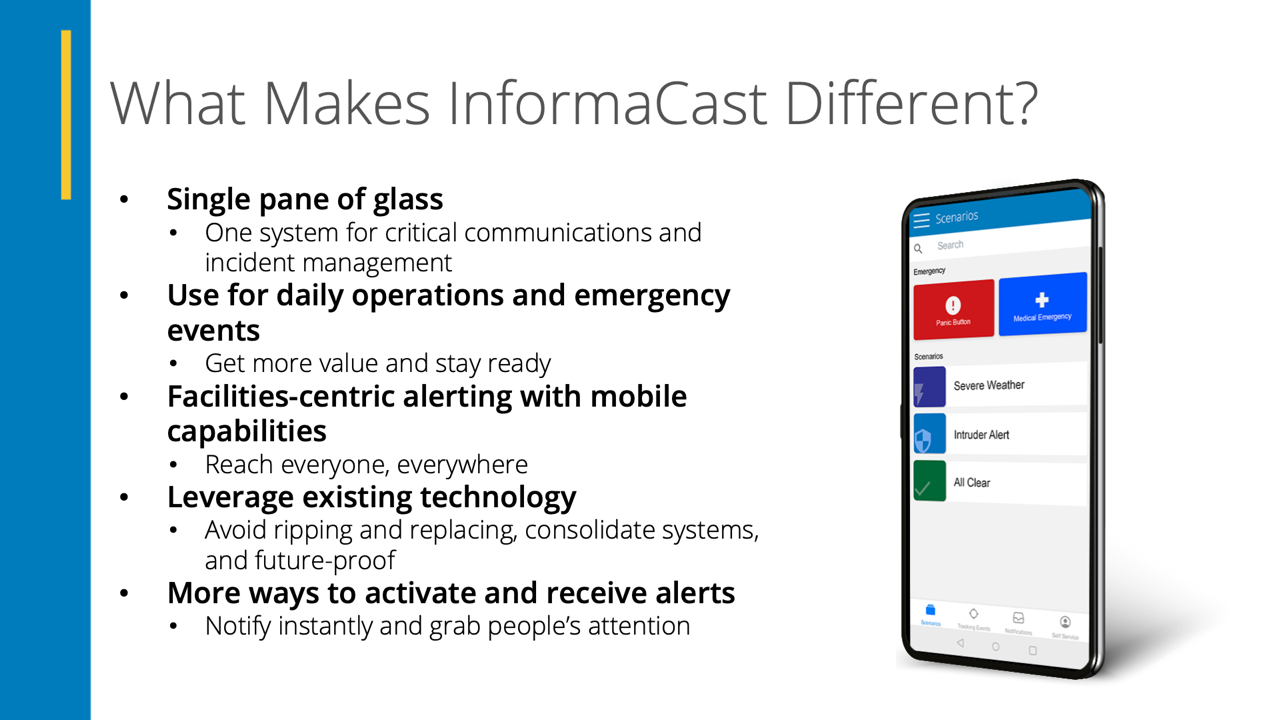 What Makes InformaCast Different?
• Single pane of glass
• One system for critical communications and
incident management
• Use for daily operations and emergency
events
• Get more value and stay ready
• Facilities-centric alerting with mobile
capabilities
• Reach everyone, everywhere
• Leverage existing technology
• Avoid ripping and replacing, consolidate systems,
and future-proof
• More ways to activate and receive alerts
• Notify instantly and grab people’s attention
Scenarios
Search
Emergency
Panic Button
Medical Emergency
Scenarios
Severe Weather
Intruder Alert
All Clear
Scenarios
Tracking Events
Notifications
Self Service